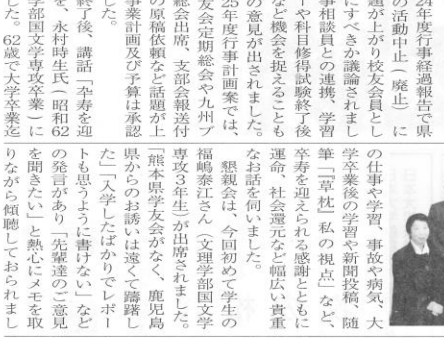 24年度行事経過報告で県
の活動中止（廃止）に
題が上がり校友会員とし
にすべきか議論されまし
事相談員との連携、学習
ーや科目修得試験終了後
など機会を捉えることも
の意見が出されました。
25年度行事計画案では、
友会定期総会や九州ブ
総会出席、支部会報送付
の原稿依頼など話題が上
事業計画及び予算は承認
した。
終了後、講話「卒寿を迎
を、永村時生氏（昭和62
学部国文学専攻卒業）に
した。62歳で大学卒業迄
の仕事や学習、事故や病気、大
学卒業後の学習や新聞投稿、随
筆「『草枕』私の視点」など、
卒寿を迎えられる感謝とともに
運命、社会還元など幅広い貴重
なお話を伺いました。
懇親会は、今回初めて学生の
福嶋泰江さん（文理学部国文学
専攻3年生）が出席されました。
「熊本県学友会がなく、鹿児島
県からのお誘いは遠くて躊躇し
た」「入学したばかりでレポー
トも思うように書けない」など
の発言があり「先輩達のご意見
を聞きたい」と熱心にメモを取
りながら傾聴しておられまし